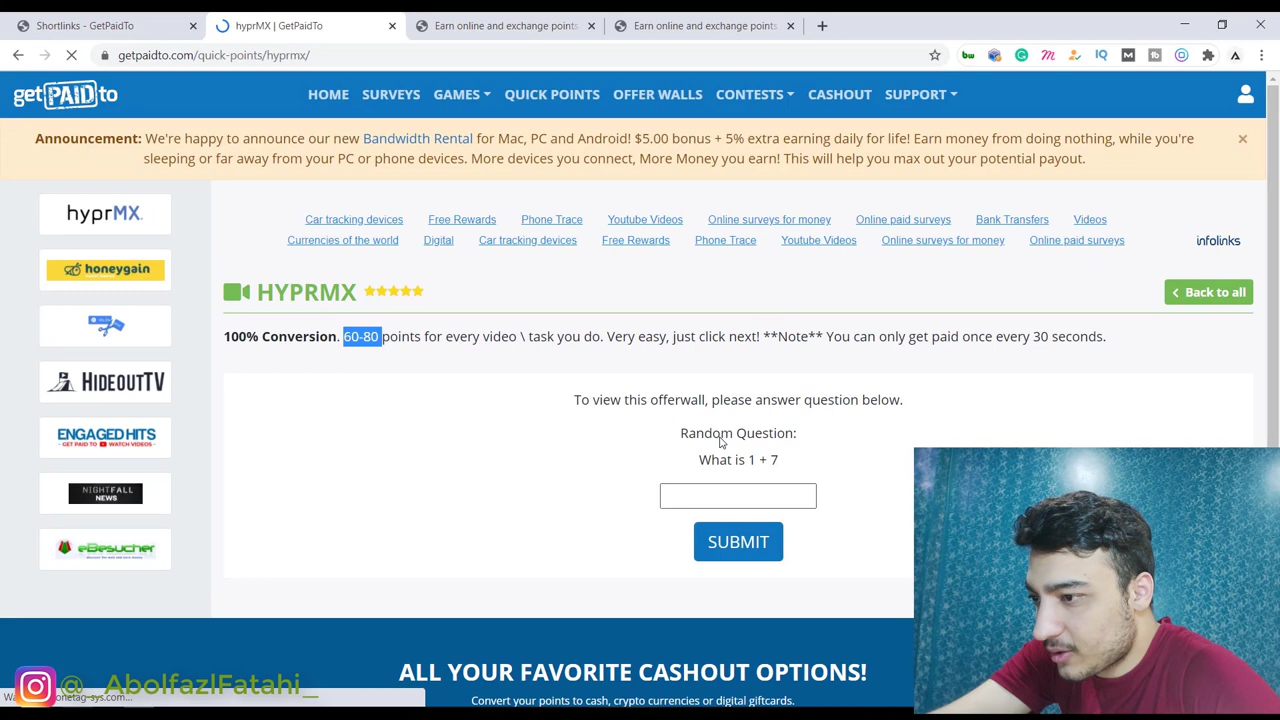 Shortlinks - GetPaidTo
hyprMX | GetPaidTo
Earn online and exchange points
Earn online and exchange points
getpaidto.com/quick-points/hyprmx/
getPAIDto
HOME SURVEYS GAMES QUICK POINTS OFFER WALLS CONTESTS CASHOUT SUPPORT
Announcement: We're happy to announce our new Bandwidth Rental for Mac, PC and Android! $5.00 bonus + 5% extra earning daily for life! Earn money from doing nothing, while you're
sleeping or far away from your PC or phone devices. More devices you connect, More Money you earn! This will help you max out your potential payout.
hyprMX
Car tracking devices Free Rewards Phone Trace Youtube Videos Online surveys for money Online paid surveys Bank Transfers Videos
Currencies of the world Digital Car tracking devices Free Rewards Phone Trace Youtube Videos Online surveys for money Online paid surveys infolinks
honeygain
HYPRMX
Back to all
100% Conversion. 60-80 points for every video \ task you do. Very easy, just click next! **Note** You can only get paid once every 30 seconds.
HIDEOUTTV
To view this offerwall, please answer question below.
Random Question:
What is 1 + 7
ENGAGED HITS
GET PAID TO WATCH VIDEOS
NIGHTFALL
NEWS
SUBMIT
eBesucher
ALL YOUR FAVORITE CASHOUT OPTIONS!
Convert your points to cash, crypto currencies or digital giftcards.
@_AbolfazlFatahi_